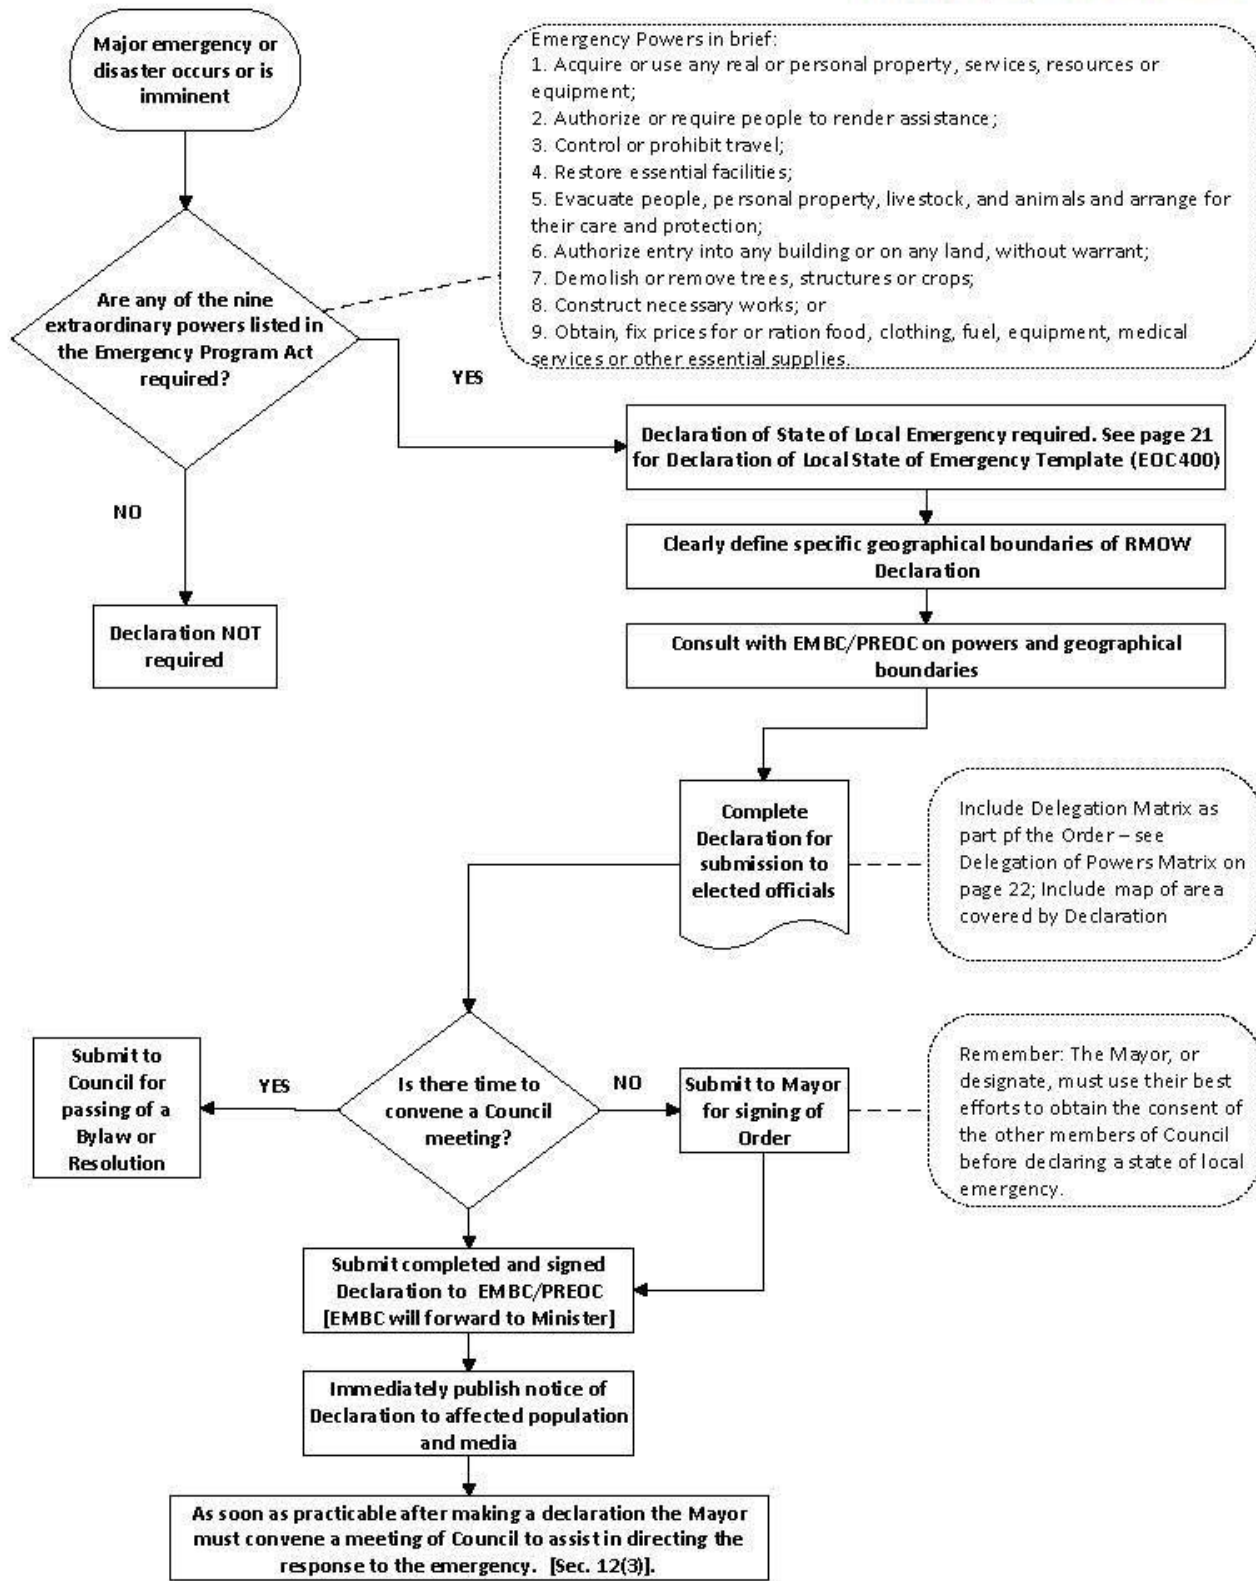 Major emergency or
disaster occurs or is
imminent
Emergency Powers in brief:
1. Acquire or use any real or personal property, services, resources or
equipment;
2. Authorize or require people to render assistance;
3. Control or prohibit travel;
4. Restore essential facilities;
5. Evacuate people, personal property, livestock, and animals and arrange for
their care and protection;
6. Authorize entry into any building or on any land, without warrant;
7. Demolish or remove trees, structures or crops;
8. Construct necessary works; or
9. Obtain, fix prices for or ration food, clothing, fuel, equipment, medical
services or other essential supplies.
Are any of the nine
extraordinary powers listed in
the Emergency Program Act
required?
YES
NO
Declaration NOT
required
Declaration of State of Local Emergency required. See page 21
for Declaration of Local State of Emergency Template (EOC400)
Clearly define specific geographical boundaries of RMOW
Declaration
Consult with EMBC/PREOC on powers and geographical
boundaries
Complete
Declaration for
submission to
elected officials
Include Delegation Matrix as
part pf the Order – see
Delegation of Powers Matrix on
page 22; Include map of area
covered by Declaration
Is there time to
convene a Council
meeting?
YES
Submit to
Council for
passing of a
Bylaw or
Resolution
NO
Submit to Mayor
for signing of
Order
Remember: The Mayor, or
designate, must use their best
efforts to obtain the consent of
the other members of Council
before declaring a state of local
emergency.
Submit completed and signed
Declaration to EMBC/PREOC
[EMBC will forward to Minister]
Immediately publish notice of
Declaration to affected population
and media
As soon as practicable after making a declaration the Mayor
must convene a meeting of Council to assist in directing the
response to the emergency. [Sec. 12(3)].